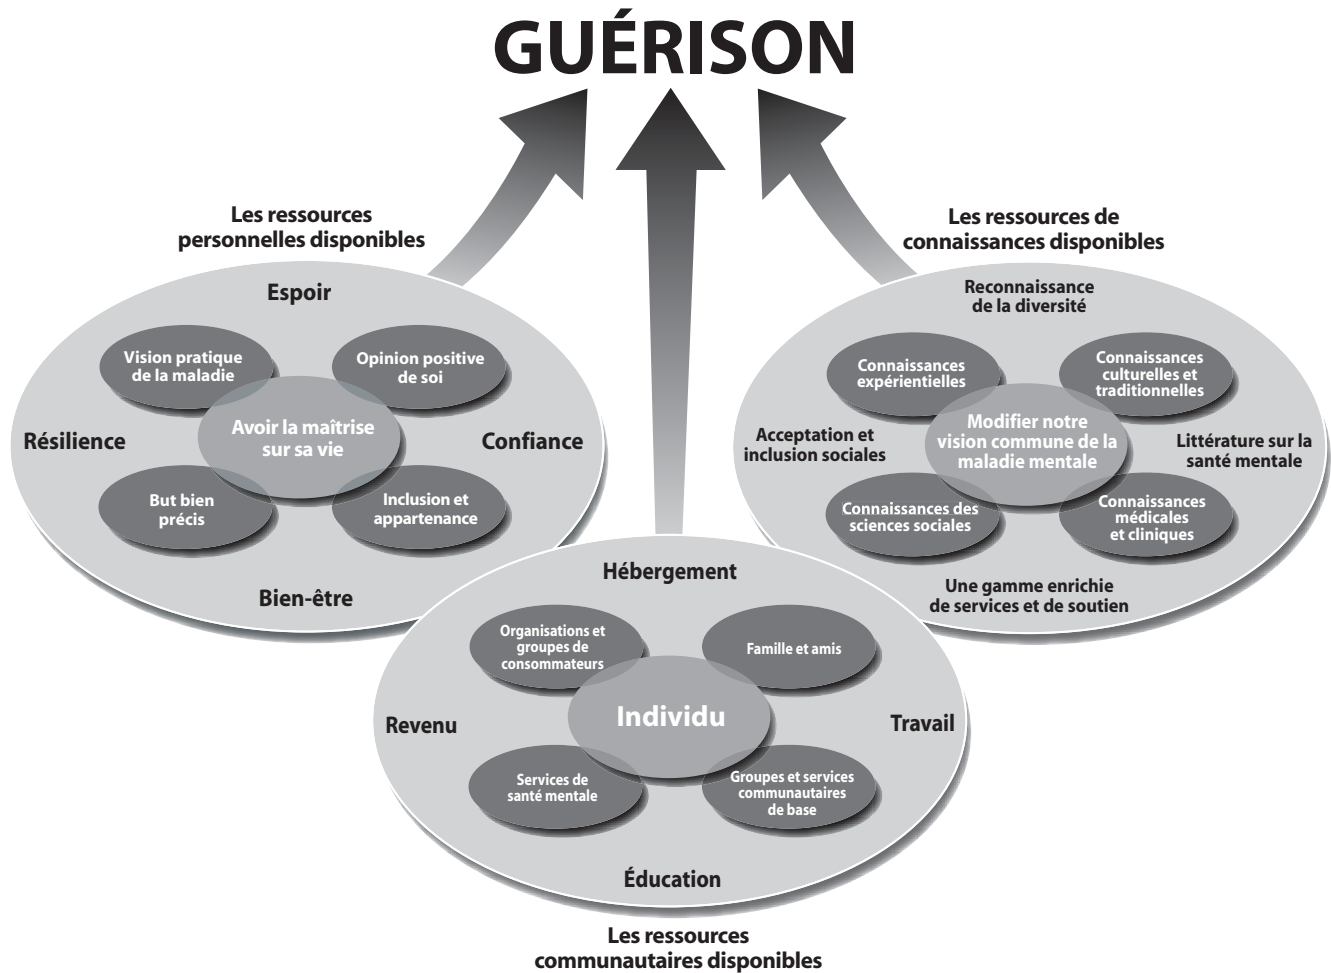 GUÉRISON
Les ressources
personnelles disponibles
Espoir
Vision pratique
de la maladie
Opinion positive
de soi
Résilience
Avoir la maîtrise
sur sa vie
Confiance
But bien
précis
Inclusion et
appartenance
Bien-être
Les ressources de
connaissances disponibles
Reconnaissance
de la diversité
Connaissances
expérientielles
Connaissances
culturelles et
traditionnelles
Acceptation et
inclusion sociales
Modifier notre
vision commune de la
maladie mentale
Littérature sur la
santé mentale
Connaissances des
sciences sociales
Connaissances
médicales
et cliniques
Une gamme enrichie
de services et de soutien
Hébergement
Organisations et
groupes de
consommateurs
Famille et amis
Revenu
Individu
Travail
Services de
santé mentale
Groupes et services
communautaires
de base
Éducation
Les ressources
communautaires disponibles